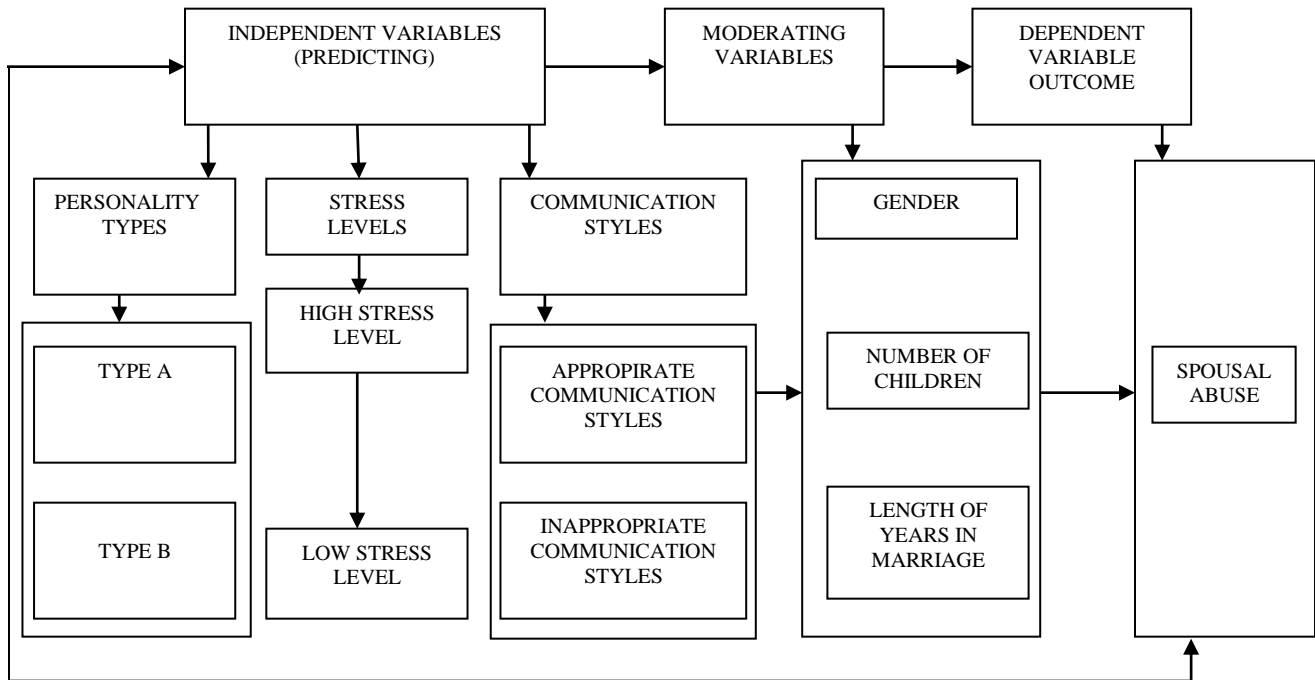 INDEPENDENT VARIABLES
(PREDICTING)
MODERATING
VARIABLES
DEPENDENT
VARIABLE
OUTCOME
PERSONALITY
TYPES
STRESS
LEVELS
COMMUNICATION
STYLES
GENDER
HIGH STRESS
LEVEL
TYPE A
APPROPIRATE
COMMUNICATION
STYLES
NUMBER OF
CHILDREN
SPOUSAL
ABUSE
TYPE B
LOW STRESS
LEVEL
INAPPROPRIATE
COMMUNICATION
STYLES
LENGTH OF
YEARS IN
MARRIAGE